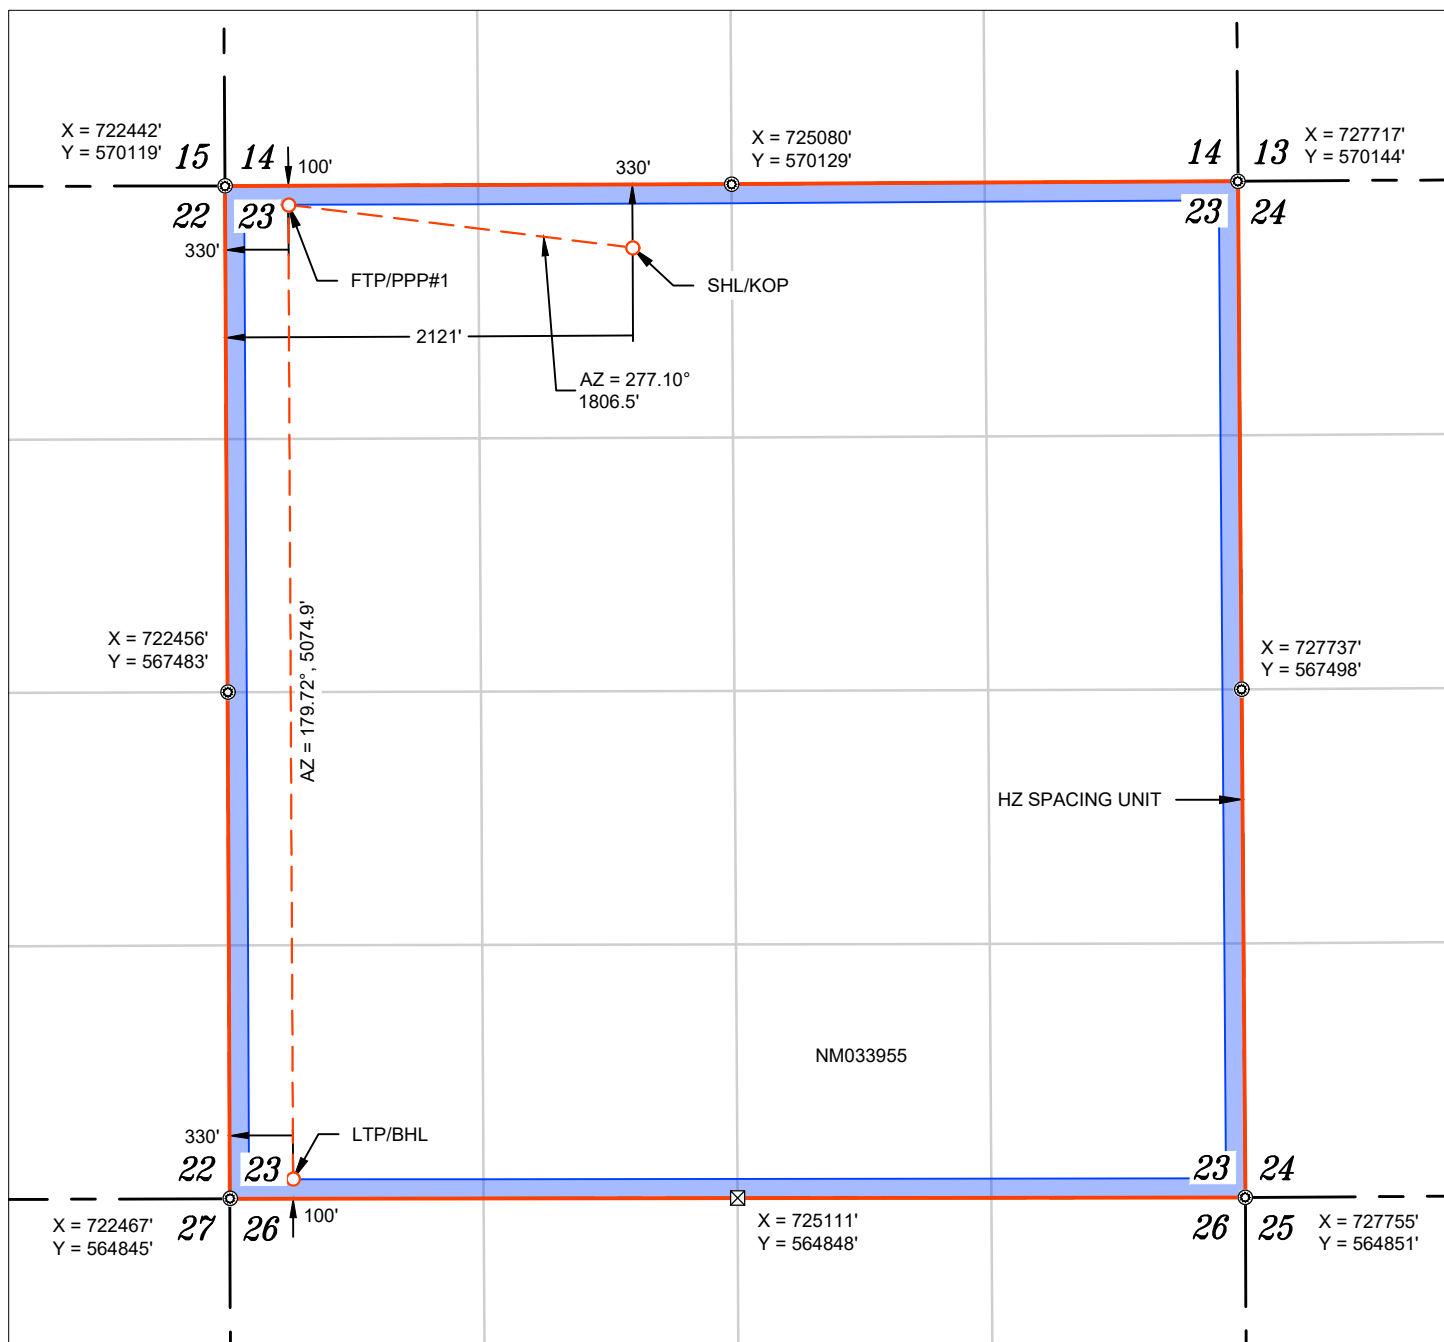 X = 722442'
Y = 570119'
15 14
100'
330'
X = 725080'
Y = 570129'
14 13
X = 727717'
Y = 570144'
22 23
23 24
330'
FTP/PPP#1
SHL/KOP
2121'
AZ = 277.10°
1806.5'
AZ = 179.72°, 5074.9'
X = 722456'
Y = 567483'
X = 727737'
Y = 567498'
HZ SPACING UNIT
NM033955
330'
LTP/BHL
22 23
23 24
X = 722467'
Y = 564845'
27 26
100'
X = 725111'
Y = 564848'
26 25
X = 727755'
Y = 564851'